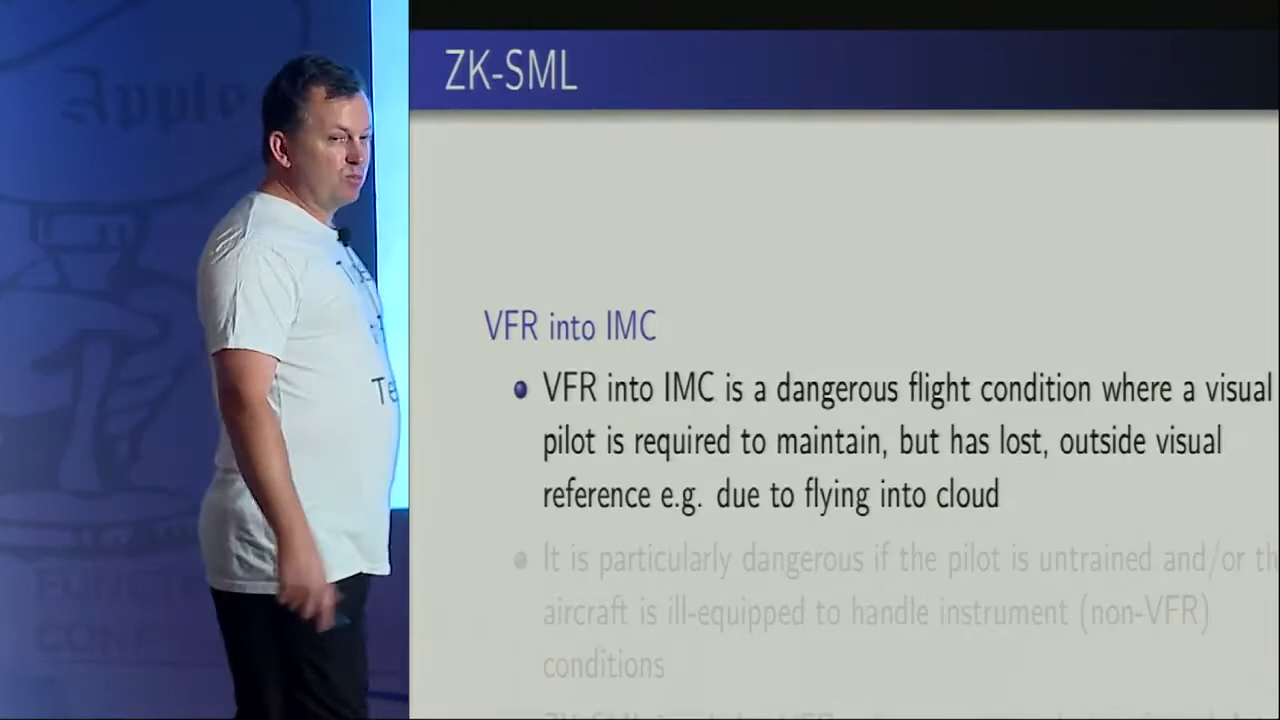 ZK-SML
VFR into IMC
VFR into IMC is a dangerous flight condition where a visual
pilot is required to maintain, but has lost, outside visual
reference e.g. due to flying into cloud
It is particularly dangerous if the pilot is untrained and/or
aircraft is ill-equipped to handle instrument (non-VFR)
conditions